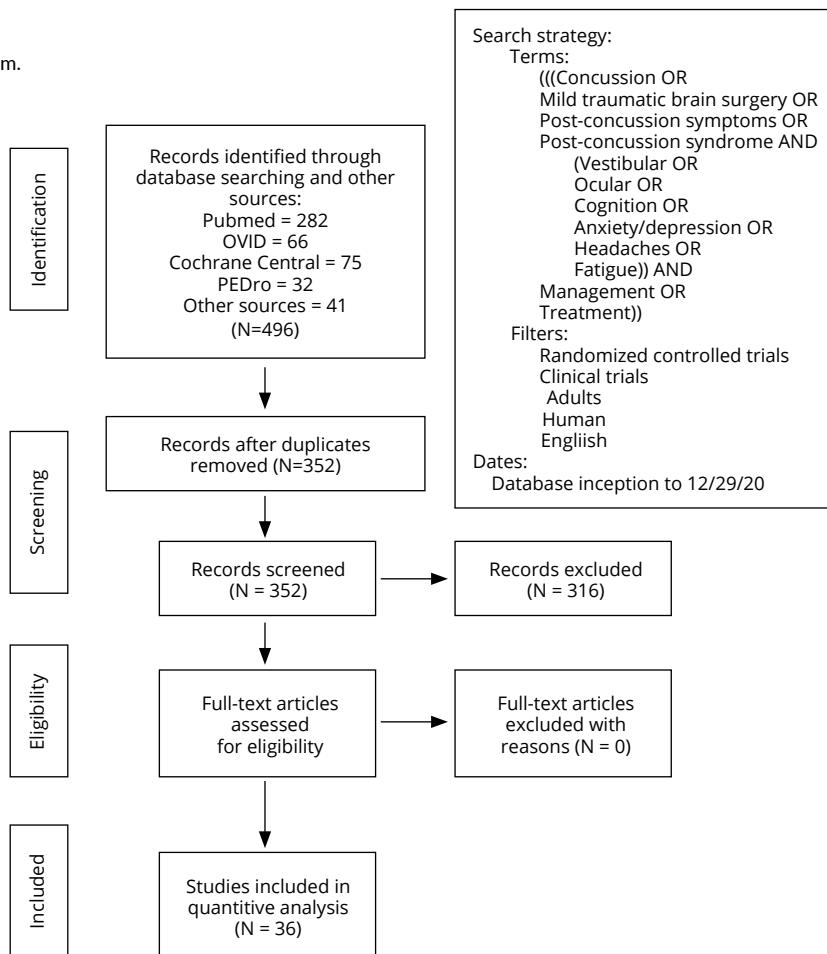 m.
Search strategy:
Terms:
(((Concussion OR
Mild traumatic brain surgery OR
Post-concussion symptoms OR
Post-concussion syndrome AND
(Vestibular OR
Ocular OR
Cognition OR
Anxiety/depression OR
Headaches OR
Fatigue)) AND
Management OR
Treatment))
Filters:
Randomized controlled trials
Clinical trials
Adults
Human
Engliish
Dates:
Database inception to 12/29/20
Identification
Records identified through
database searching and other
sources:
Pubmed = 282
OVID = 66
Cochrane Central = 75
PEDro = 32
Other sources = 41
(N=496)
Screening
Records after duplicates
removed (N=352)
Records screened
(N = 352)
Records excluded
(N = 316)
Eligibility
Full-text articles
assessed
for eligibility
Full-text articles
excluded with
reasons (N = 0)
Included
Studies included in
quantitive analysis
(N = 36)